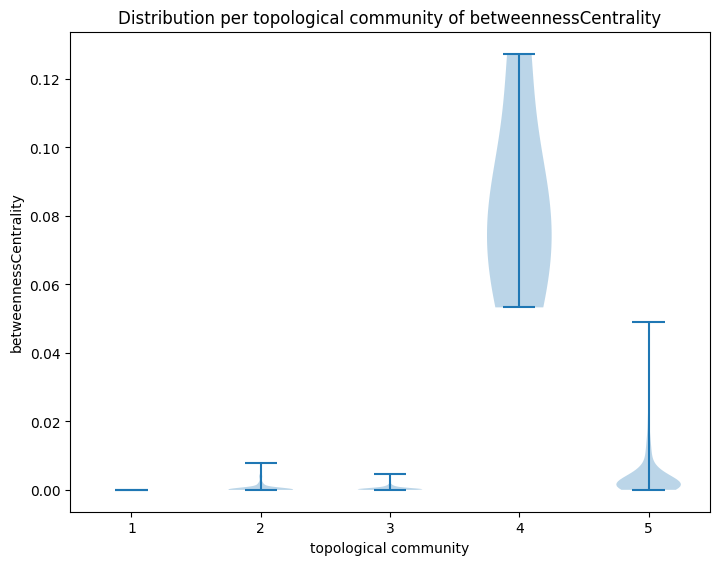 Distribution per topological community of betweennessCentrality
0.12
0.10
0.08
0.06
0.04
0.02
0.00
betweennessCentrality
1 2 3 4 5
topological community